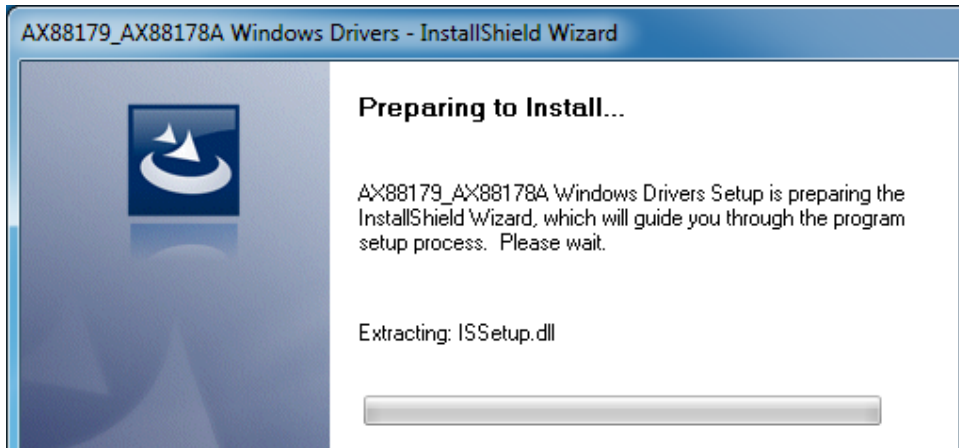 AX88179_AX88178A Windows Drivers - InstallShield Wizard
Preparing to Install...
AX88179_AX88178A Windows Drivers Setup is preparing the
InstallShield Wizard, which will guide you through the program
setup process.  Please wait.
Extracting: ISSetup.dll